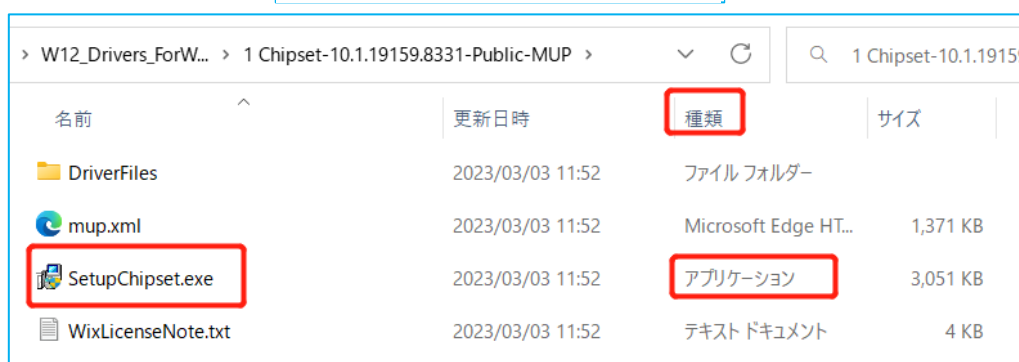 W12_Drivers_ForW... > 1 Chipset-10.1.19159.8331-Public-MUP > 1 Chipset-10.1.1915
名前 更新日時 種類 サイズ
DriverFiles 2023/03/03 11:52 ファイル フォルダー
mup.xml 2023/03/03 11:52 Microsoft Edge HT... 1,371 KB
SetupChipset.exe 2023/03/03 11:52 アプリケーション 3,051 KB
WixLicenseNote.txt 2023/03/03 11:52 テキスト ドキュメント 4 KB